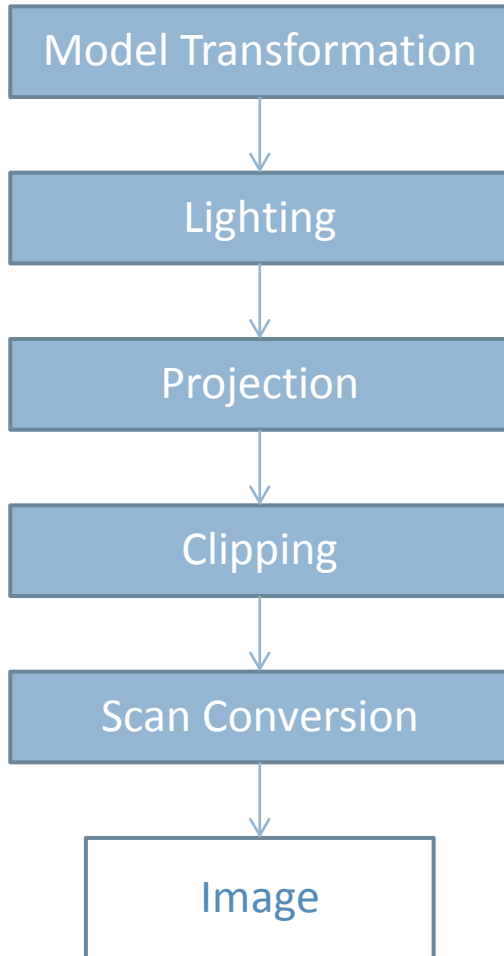 Model Transformation
Lighting
Projection
Clipping
Scan Conversion
Image